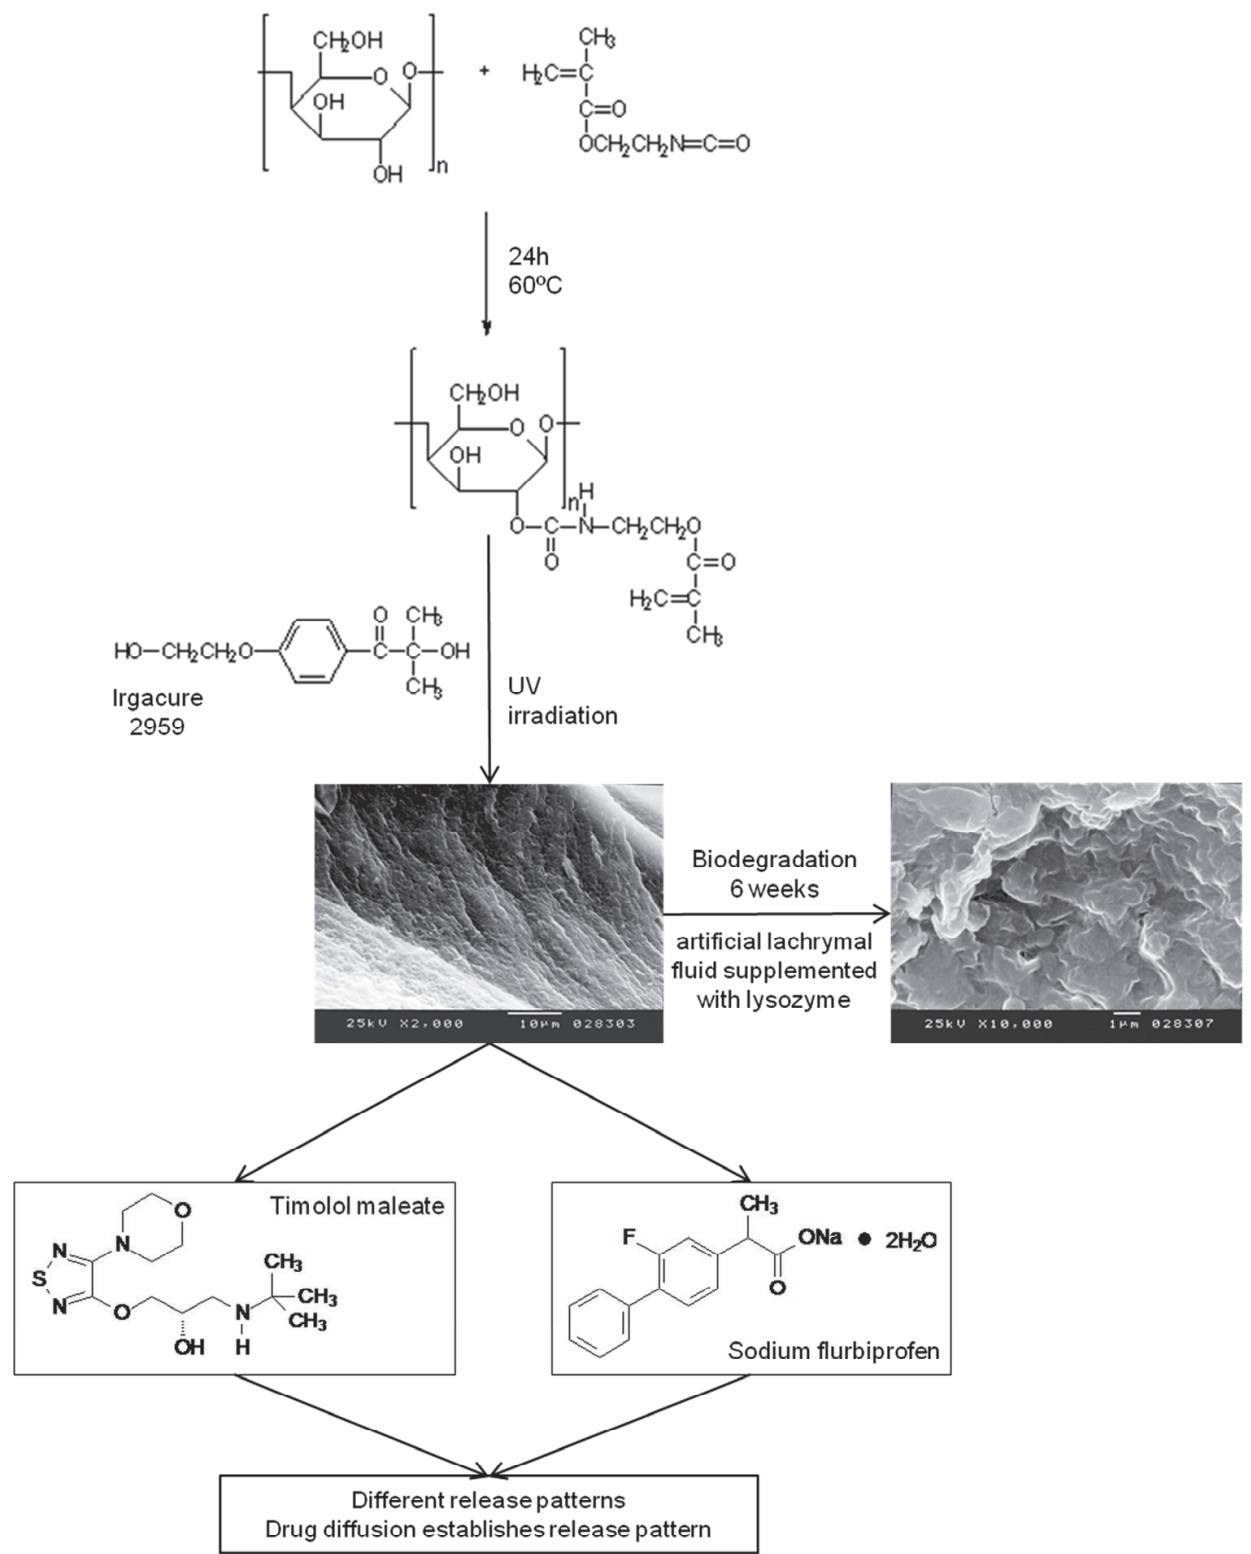 CH2OH
O
O
OH
OH
n
+
CH3
H2C=C
C=O
OCH2CH2N=C=O
24h
60ºC
CH2OH
O
O
OH
n
H
O–C–N–CH2CH2O
O
C=O
H2C=C
CH3
O CH3
HO–CH2CH2O
C–C–OH
CH3
Irgacure
2959
UV
irradiation
Biodegradation
6 weeks
artificial lachrymal
fluid supplemented
with lysozyme
25kV X2,000 10µm 028303
25kV X10,000 1µm 028307
Timolol maleate
O
N
N
S
N
O
OH
N
H
CH3
CH3
CH3
CH3
F
ONa • 2H2O
O
Sodium flurbiprofen
Different release patterns
Drug diffusion establishes release pattern